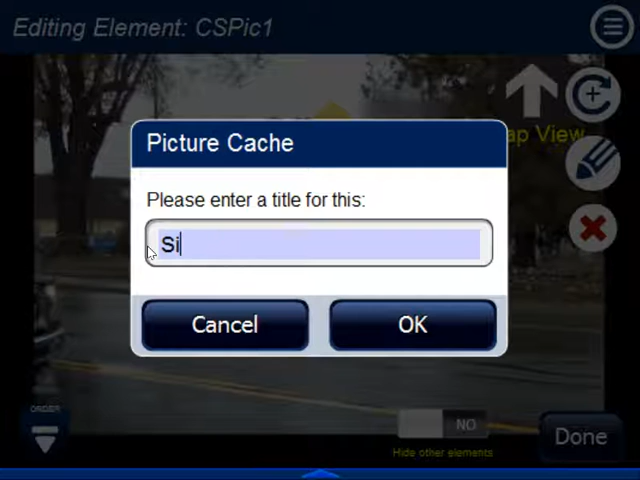 Editing Element: CSPic1
ap View
Picture Cache
Please enter a title for this:
Si
Cancel
OK
ORDER
NO
Hide other elements
Done